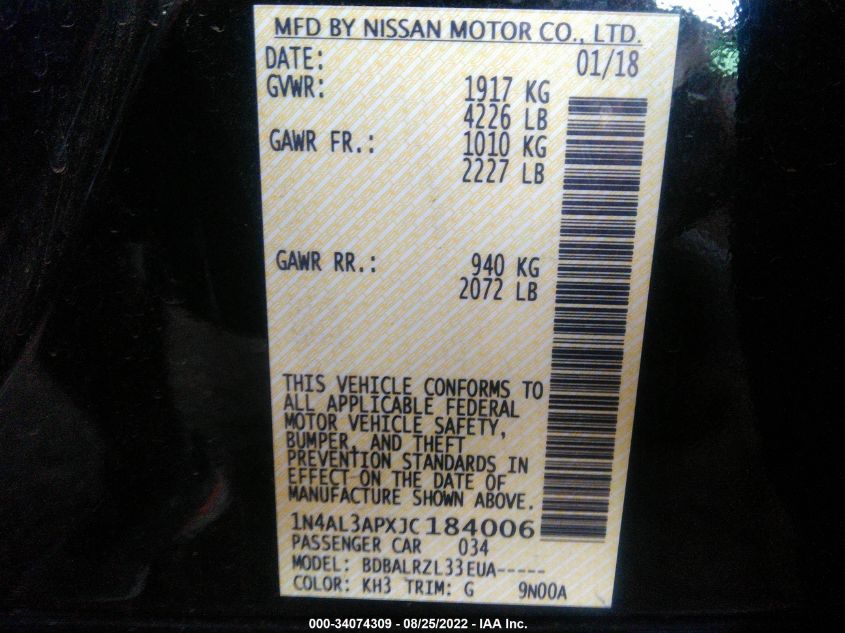 MFD BY NISSAN MOTOR CO., LTD.
DATE: 01/18
GVWR: 1917 KG
4226 LB
GAWR FR.: 1010 KG
2227 LB
GAWR RR.: 940 KG
2072 LB
THIS VEHICLE CONFORMS TO
ALL APPLICABLE FEDERAL
MOTOR VEHICLE SAFETY,
BUMPER, AND THEFT
PREVENTION STANDARDS IN
EFFECT ON THE DATE OF
MANUFACTURE SHOWN ABOVE.
1N4AL3APXJC184006
PASSENGER CAR 034
MODEL: BDBALRZL33EUA-----
COLOR: KH3 TRIM: G 9N00A
000-34074309 - 08/25/2022 - IAA Inc.